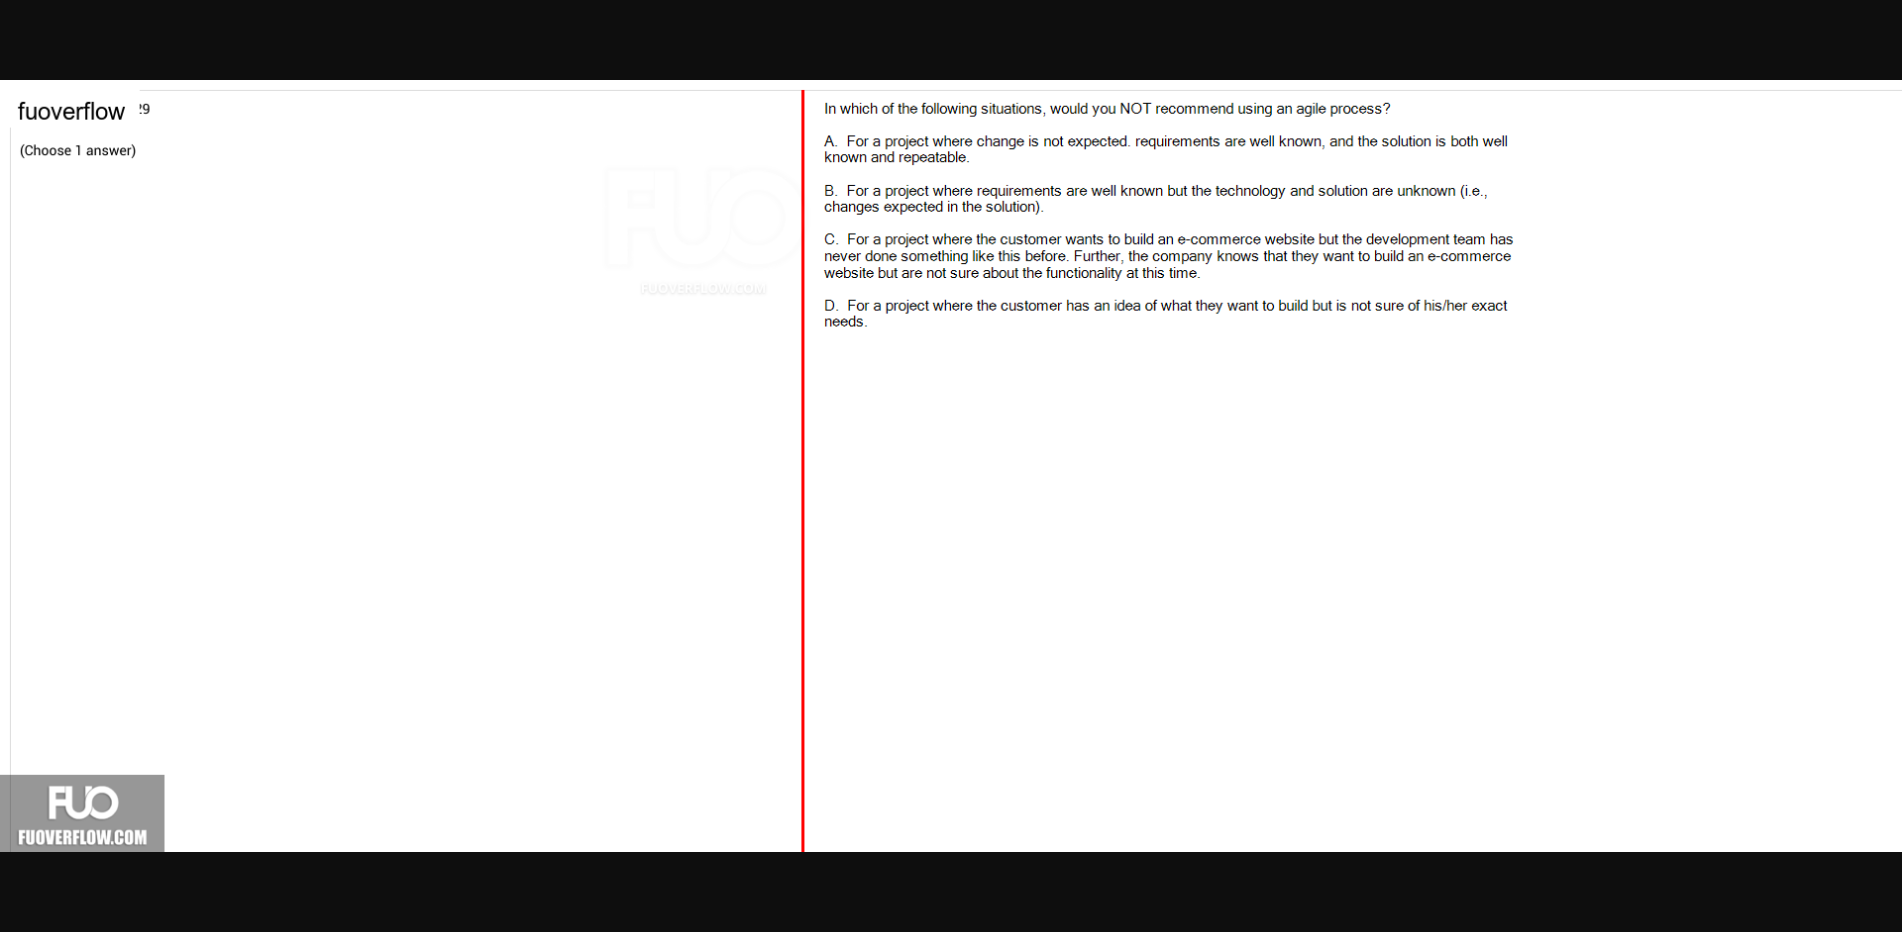 fuoverflow
29
(Choose 1 answer)
In which of the following situations, would you NOT recommend using an agile process?
A. For a project where change is not expected. requirements are well known, and the solution is both well
known and repeatable.
B. For a project where requirements are well known but the technology and solution are unknown (i.e.,
changes expected in the solution).
C. For a project where the customer wants to build an e-commerce website but the development team has
never done something like this before. Further, the company knows that they want to build an e-commerce
website but are not sure about the functionality at this time.
D. For a project where the customer has an idea of what they want to build but is not sure of his/her exact
needs.
FUO
FUOVERFLOW.COM
FUO
FUOVERFLOW.COM